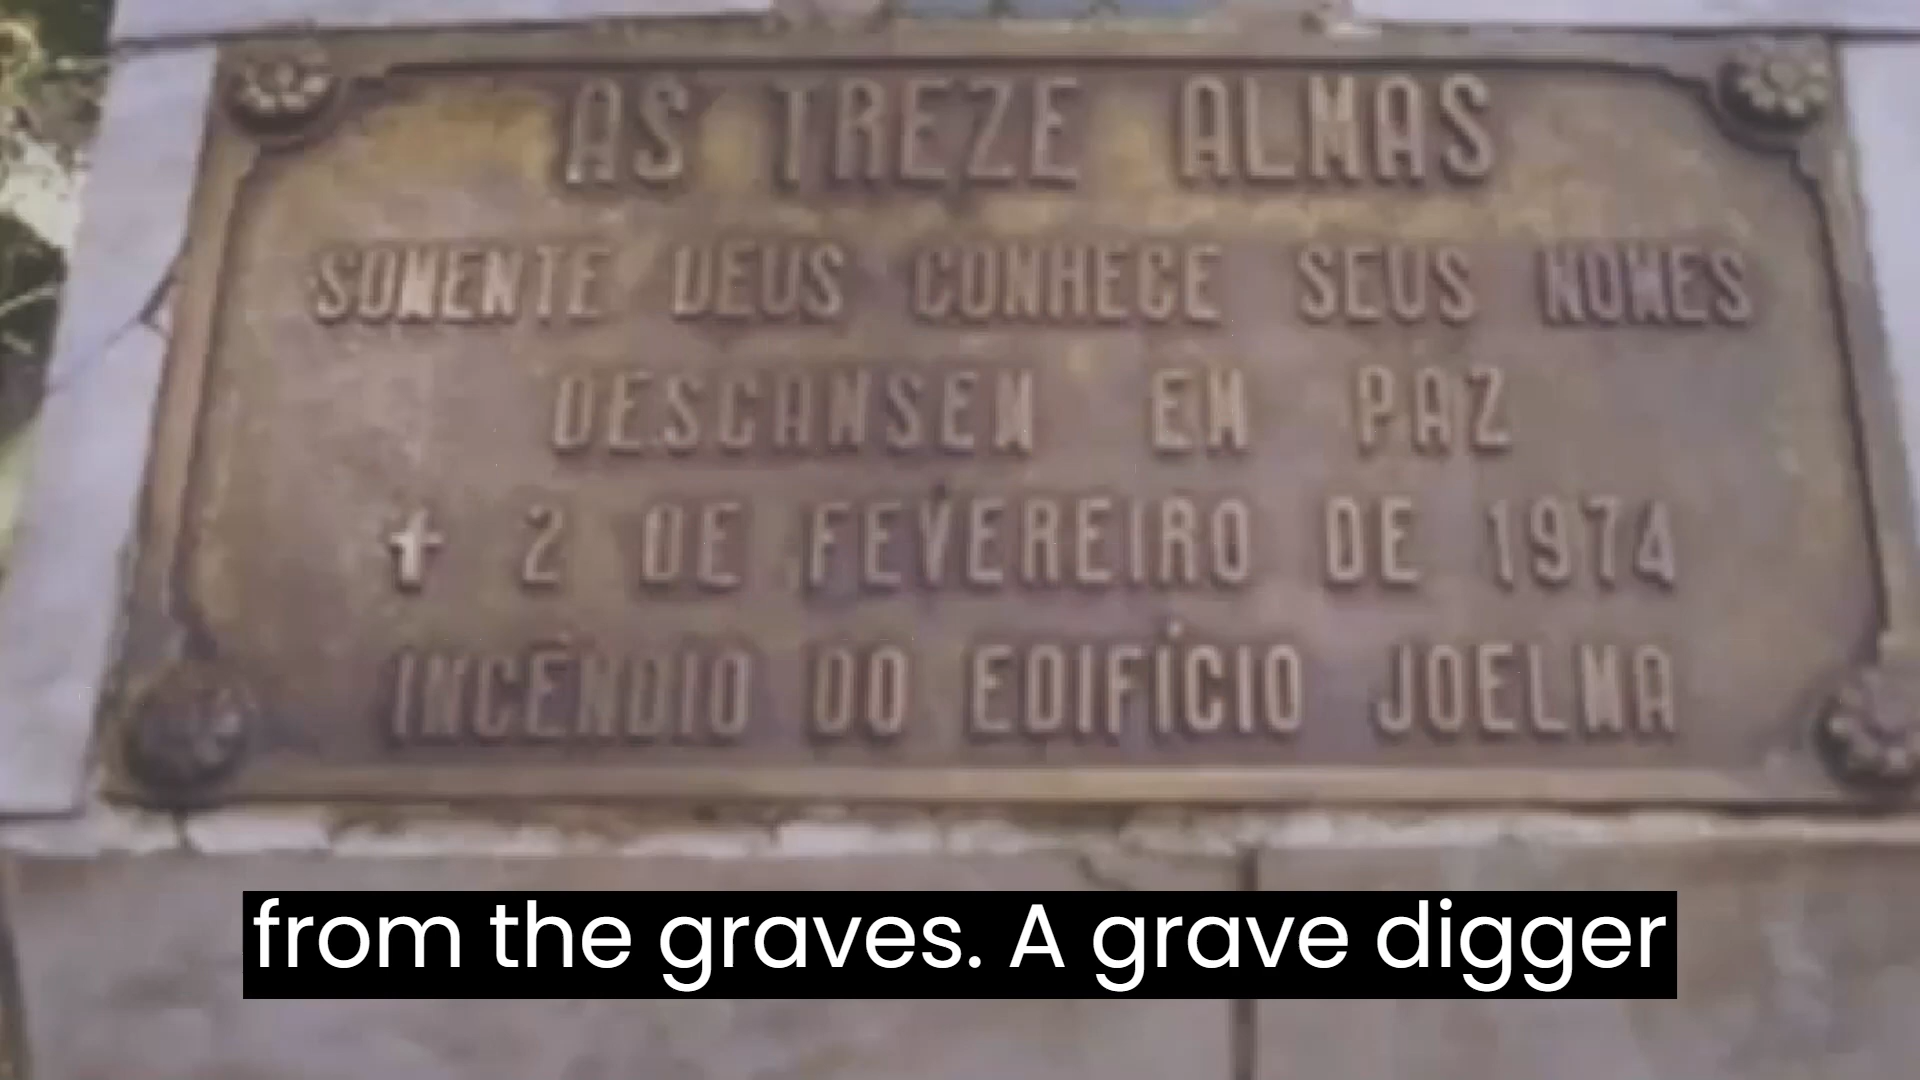 AS TREZE ALMAS
SOMENTE DEUS CONHECE SEUS NOMES
DESCANSEM EM PAZ
✝ 2 DE FEVEREIRO DE 1974
INCÊNDIO DO EDIFÍCIO JOELMA
from the graves. A grave digger